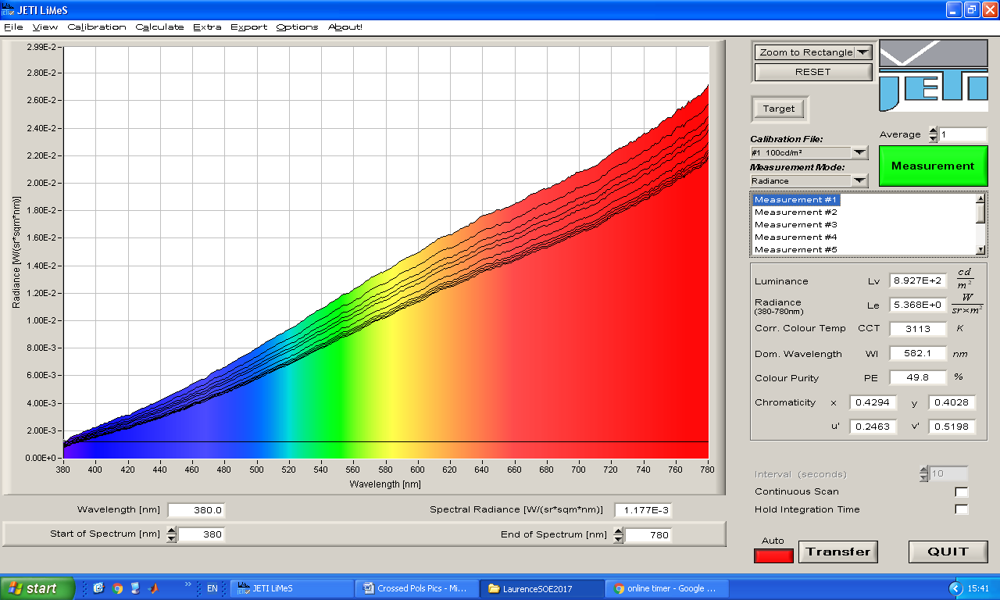 JETI LiMeS
File View Calibration Calculate Extra Export Options About!
2.99E-2
2.80E-2
2.60E-2
2.40E-2
2.20E-2
2.00E-2
1.80E-2
1.60E-2
1.40E-2
1.20E-2
1.00E-2
8.00E-3
6.00E-3
4.00E-3
2.00E-3
0.00E+0
Radiance [W/(sr*sqm*nm)]
380 400 420 440 460 480 500 520 540 560 580 600 620 640 660 680 700 720 740 760 780
Wavelength [nm]
Wavelength [nm] 380.0 Spectral Radiance [W/(sr*sqm*nm)] 1.177E-3
Start of Spectrum [nm] 380 End of Spectrum [nm] 780
Zoom to Rectangle
RESET
JETI
Target
Calibration File:
#1 100cd/m²
Measurement Mode:
Radiance
Average 1
Measurement
Measurement #1
Measurement #2
Measurement #3
Measurement #4
Measurement #5
Luminance Lv 8.927E+2 cd/m²
Radiance (380-780nm) Le 5.368E+0 W/sr×m²
Corr. Colour Temp CCT 3113 K
Dom. Wavelength Wl 582.1 nm
Colour Purity PE 49.8 %
Chromaticity x 0.4294 y 0.4028
u' 0.2463 v' 0.5198
Interval (seconds) 10
Continuous Scan
Hold Integration Time
Auto
Transfer
QUIT
start EN JETI LiMeS Crossed Pols Pics - Mi... LaurenceSOE2017 online timer - Google ... 15:41